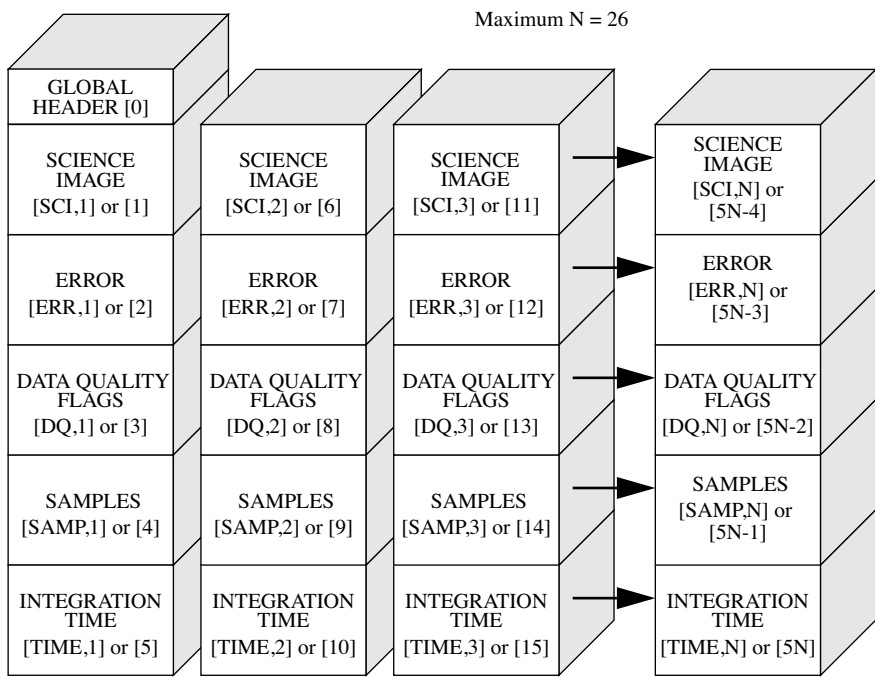 Maximum N = 26
GLOBAL
HEADER [0]
SCIENCE
IMAGE
[SCI,1] or [1]
ERROR
[ERR,1] or [2]
DATA QUALITY
FLAGS
[DQ,1] or [3]
SAMPLES
[SAMP,1] or [4]
INTEGRATION
TIME
[TIME,1] or [5]
SCIENCE
IMAGE
[SCI,2] or [6]
ERROR
[ERR,2] or [7]
DATA QUALITY
FLAGS
[DQ,2] or [8]
SAMPLES
[SAMP,2] or [9]
INTEGRATION
TIME
[TIME,2] or [10]
SCIENCE
IMAGE
[SCI,3] or [11]
ERROR
[ERR,3] or [12]
DATA QUALITY
FLAGS
[DQ,3] or [13]
SAMPLES
[SAMP,3] or [14]
INTEGRATION
TIME
[TIME,3] or [15]
SCIENCE
IMAGE
[SCI,N] or
[5N-4]
ERROR
[ERR,N] or
[5N-3]
DATA QUALITY
FLAGS
[DQ,N] or [5N-2]
SAMPLES
[SAMP,N] or
[5N-1]
INTEGRATION
TIME
[TIME,N] or [5N]